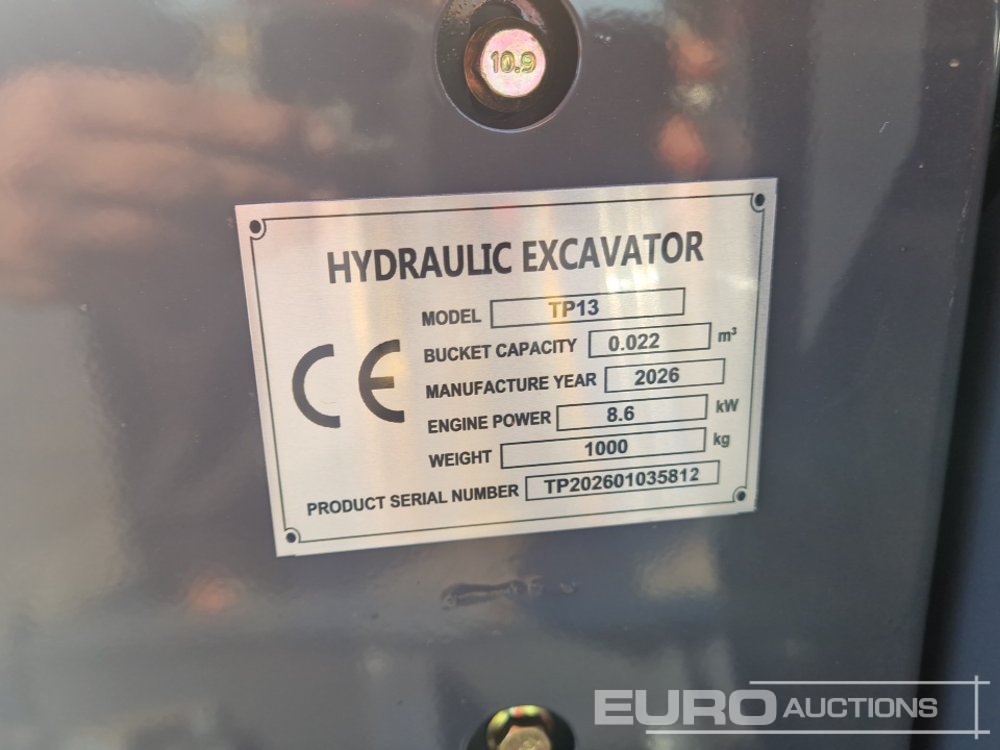 10.9
HYDRAULIC EXCAVATOR
MODEL TP13
BUCKET CAPACITY 0.022 m³
MANUFACTURE YEAR 2026
ENGINE POWER 8.6 kW
WEIGHT 1000 kg
PRODUCT SERIAL NUMBER TP202601035812
CE
EURO AUCTIONS